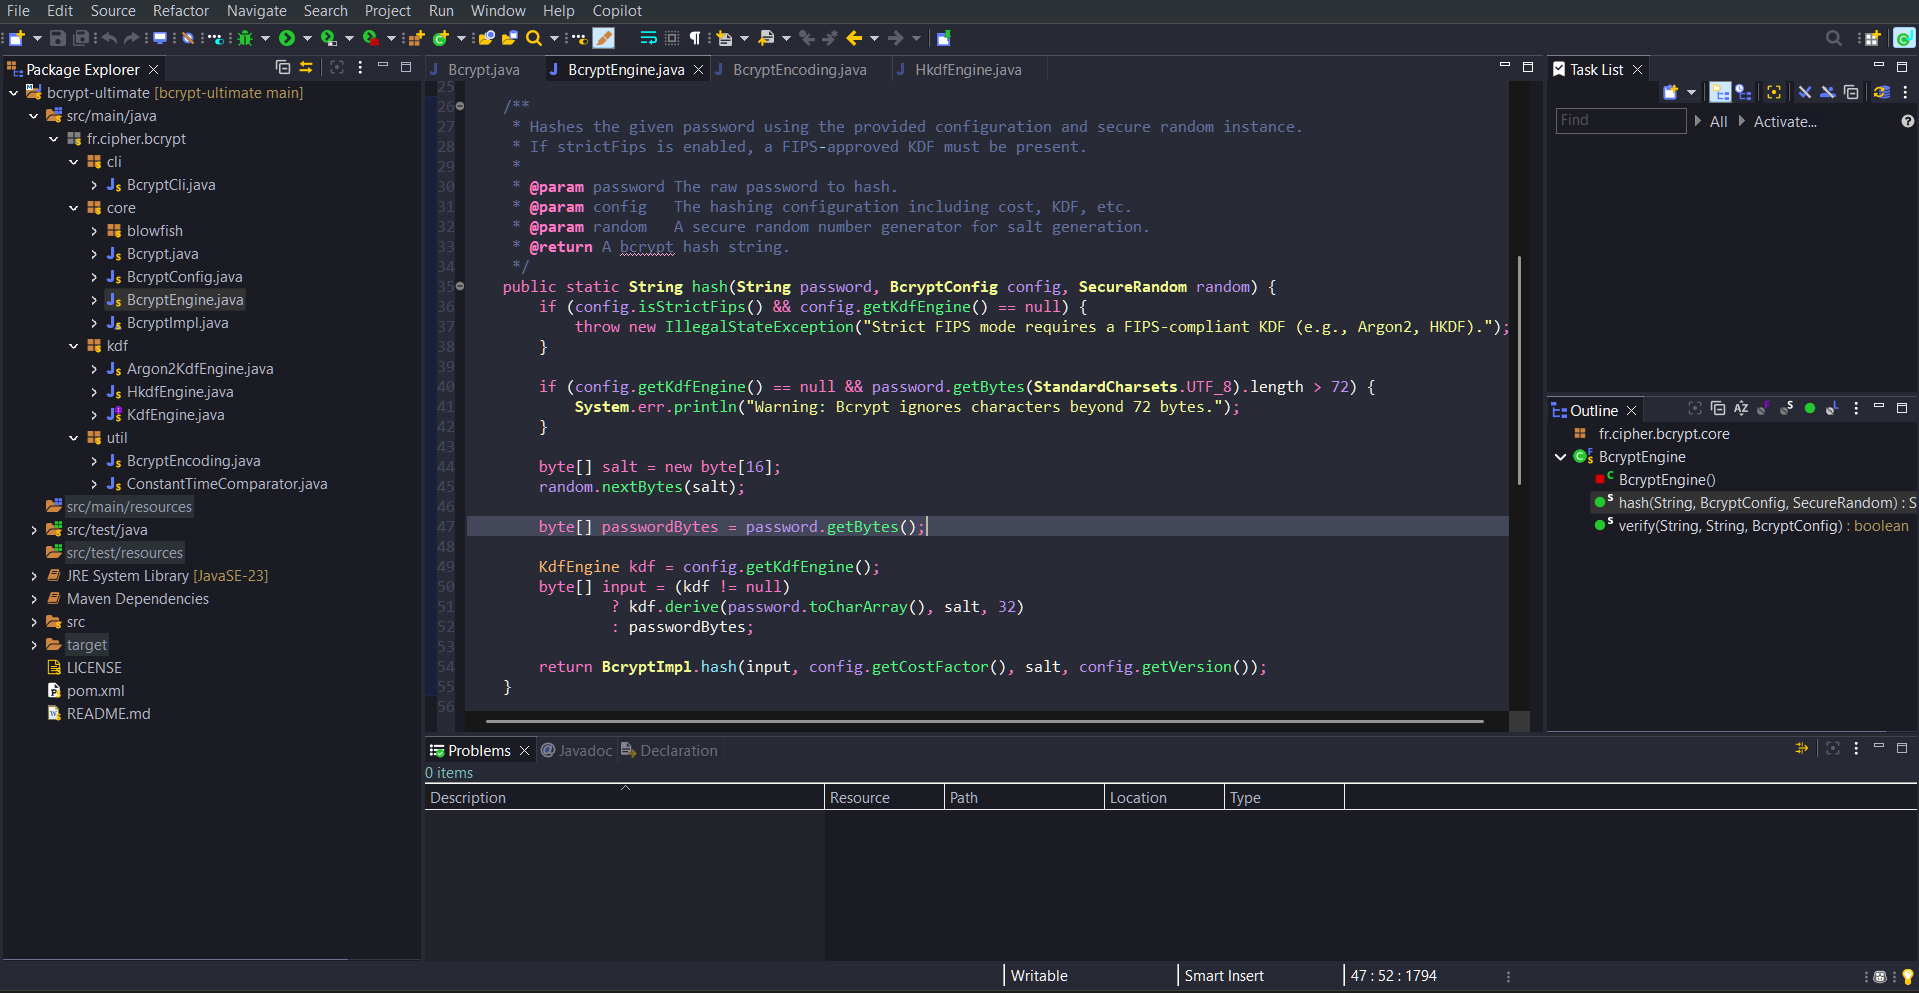 File Edit Source Refactor Navigate Search Project Run Window Help Copilot
Package Explorer
bcrypt-ultimate [bcrypt-ultimate main]
src/main/java
fr.cipher.bcrypt
cli
BcryptCli.java
core
blowfish
Bcrypt.java
BcryptConfig.java
BcryptEngine.java
BcryptImpl.java
kdf
Argon2KdfEngine.java
HkdfEngine.java
KdfEngine.java
util
BcryptEncoding.java
ConstantTimeComparator.java
src/main/resources
src/test/java
src/test/resources
JRE System Library [JavaSE-23]
Maven Dependencies
src
target
LICENSE
pom.xml
README.md
Bcrypt.java BcryptEngine.java BcryptEncoding.java HkdfEngine.java
25
26 /**
27 * Hashes the given password using the provided configuration and secure random instance.
28 * If strictFips is enabled, a FIPS-approved KDF must be present.
29 *
30 * @param password The raw password to hash.
31 * @param config The hashing configuration including cost, KDF, etc.
32 * @param random A secure random number generator for salt generation.
33 * @return A bcrypt hash string.
34 */
35 public static String hash(String password, BcryptConfig config, SecureRandom random) {
36 if (config.isStrictFips() && config.getKdfEngine() == null) {
37 throw new IllegalStateException("Strict FIPS mode requires a FIPS-compliant KDF (e.g., Argon2, HKDF).");
38 }
39
40 if (config.getKdfEngine() == null && password.getBytes(StandardCharsets.UTF_8).length > 72) {
41 System.err.println("Warning: Bcrypt ignores characters beyond 72 bytes.");
42 }
43
44 byte[] salt = new byte[16];
45 random.nextBytes(salt);
46
47 byte[] passwordBytes = password.getBytes();
48
49 KdfEngine kdf = config.getKdfEngine();
50 byte[] input = (kdf != null)
51 ? kdf.derive(password.toCharArray(), salt, 32)
52 : passwordBytes;
53
54 return BcryptImpl.hash(input, config.getCostFactor(), salt, config.getVersion());
55 }
56
Task List
Find All Activate...
Outline
fr.cipher.bcrypt.core
BcryptEngine
BcryptEngine()
hash(String, BcryptConfig, SecureRandom) : S
verify(String, String, BcryptConfig) : boolean
Problems @ Javadoc Declaration
0 items
Description Resource Path Location Type
Writable Smart Insert 47 : 52 : 1794